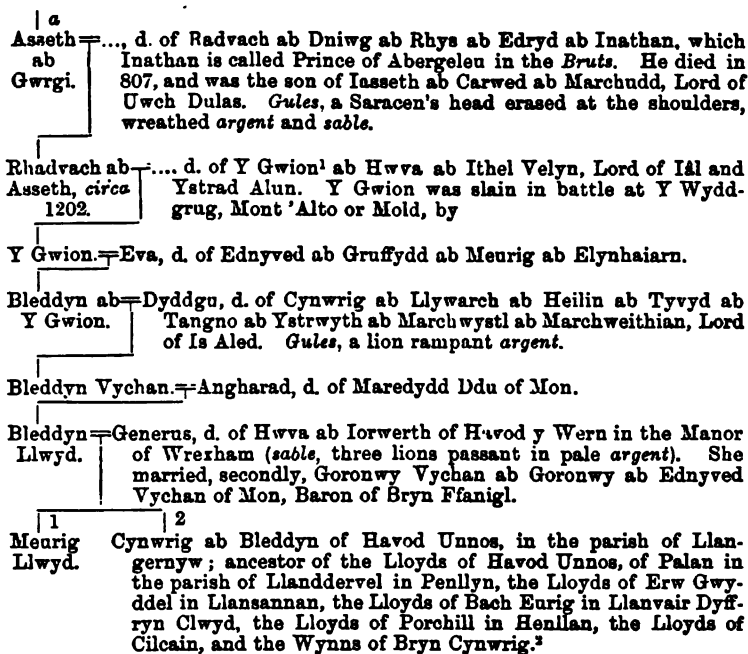 a
Asseth=..., d. of Radvach ab Dniwg ab Rhys ab Edryd ab Inathan, which
ab Inathan is called Prince of Abergeleu in the Bruts. He died in
Gwrgi. 807, and was the son of Iasseth ab Carwed ab Marchudd, Lord of
Uwch Dulas. Gules, a Saracen's head erased at the shoulders,
wreathed argent and sable.
Rhadvach ab=.... d. of Y Gwion¹ ab Hwva ab Ithel Velyn, Lord of Iâl and
Asseth, circa Ystrad Alun. Y Gwion was slain in battle at Y Wydd-
1202. grug, Mont 'Alto or Mold, by
Y Gwion.=Eva, d. of Ednyved ab Gruffydd ab Meurig ab Elynhaiarn.
Bleddyn ab=Dyddgu, d. of Cynwrig ab Llywarch ab Heilin ab Tyvyd ab
Y Gwion. Tangno ab Ystrwyth ab Marchwystl ab Marchweithian, Lord
of Is Aled. Gules, a lion rampant argent.
Bleddyn Vychan.=Angharad, d. of Maredydd Ddu of Mon.
Bleddyn=Generus, d. of Hwva ab Iorwerth of Havod y Wern in the Manor
Llwyd. of Wrexham (sable, three lions passant in pale argent). She
married, secondly, Goronwy Vychan ab Goronwy ab Ednyved
Vychan of Mon, Baron of Bryn Ffanigl.
1 2
Meurig Cynwrig ab Bleddyn of Havod Unnos, in the parish of Llan-
Llwyd. gernyw; ancestor of the Lloyds of Havod Unnos, of Palan in
the parish of Llanddervel in Penllyn, the Lloyds of Erw Gwy-
ddel in Llansannan, the Lloyds of Bach Eurig in Llanvair Dyff-
ryn Clwyd, the Lloyds of Porchill in Henllan, the Lloyds of
Cilcain, and the Wynns of Bryn Cynwrig.²